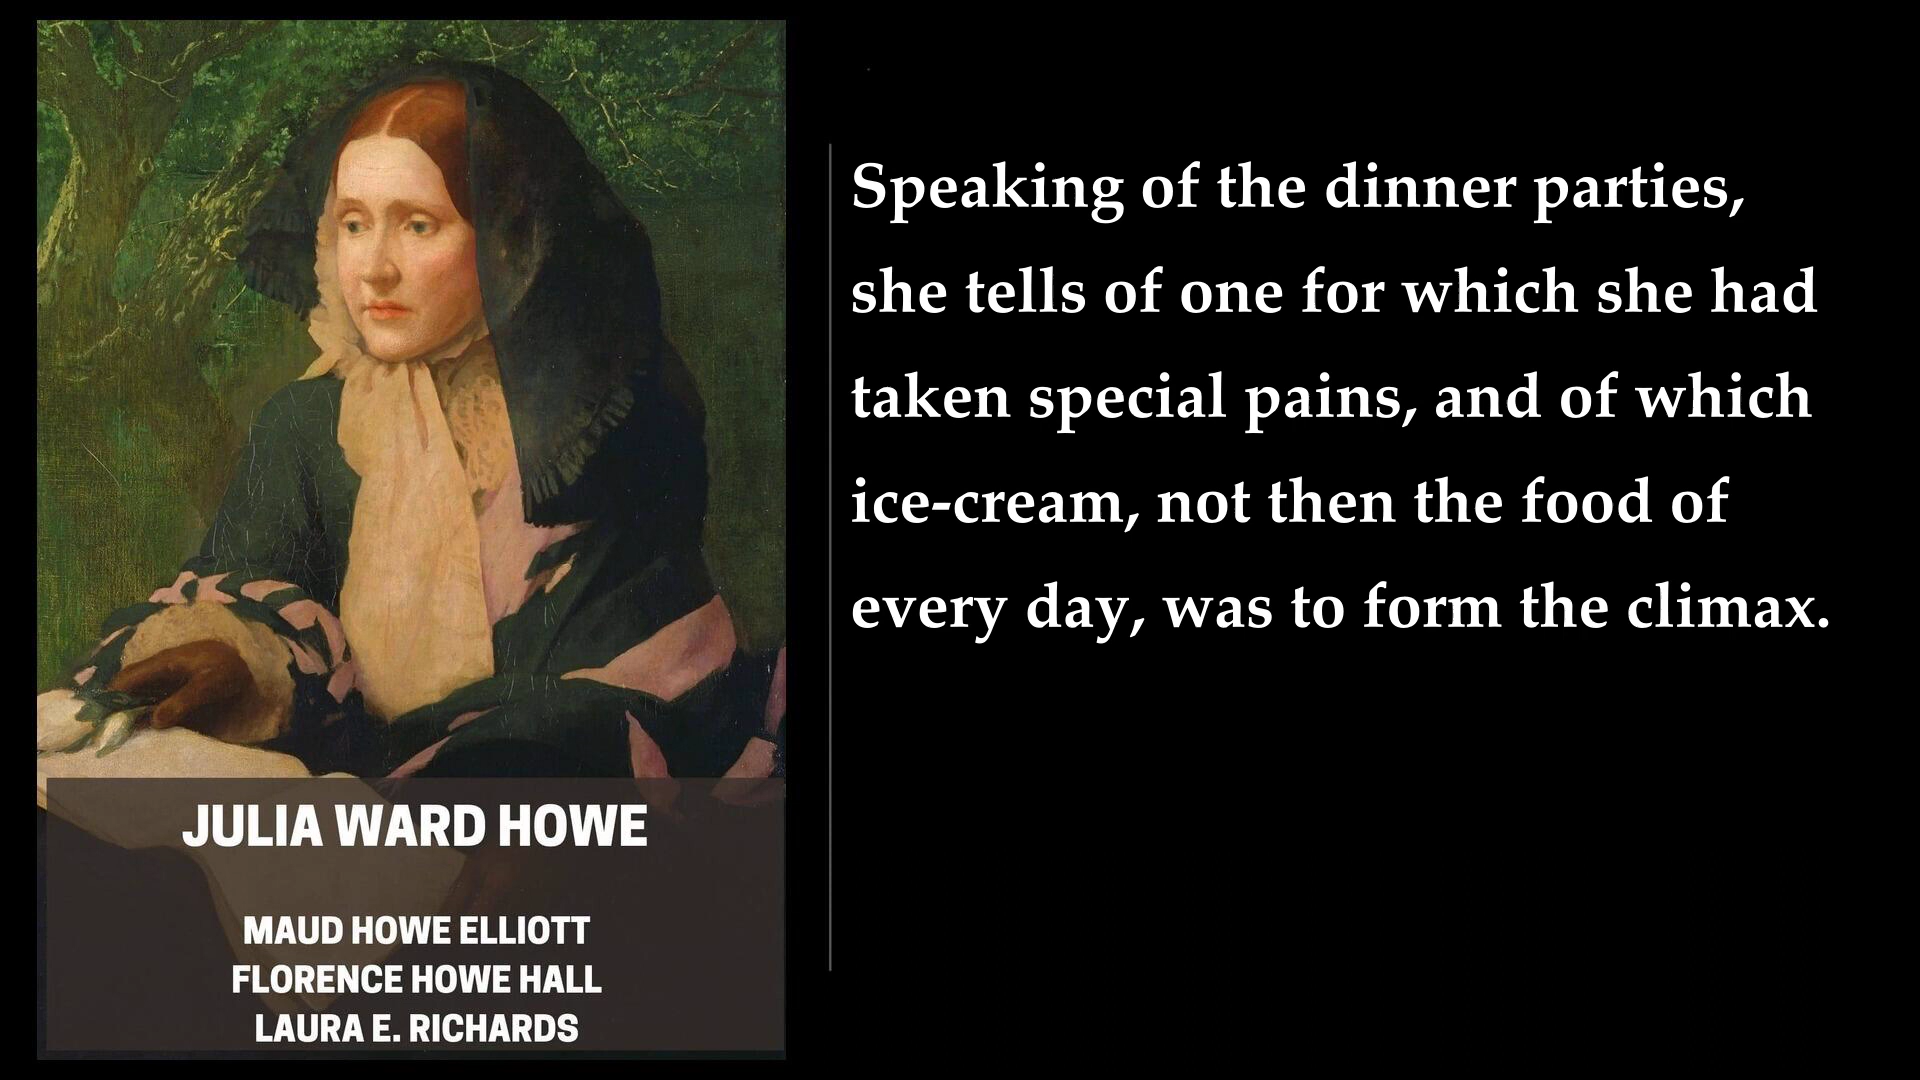 JULIA WARD HOWE
MAUD HOWE ELLIOTT
FLORENCE HOWE HALL
LAURA E. RICHARDS
Speaking of the dinner parties,
she tells of one for which she had
taken special pains, and of which
ice-cream, not then the food of
every day, was to form the climax.